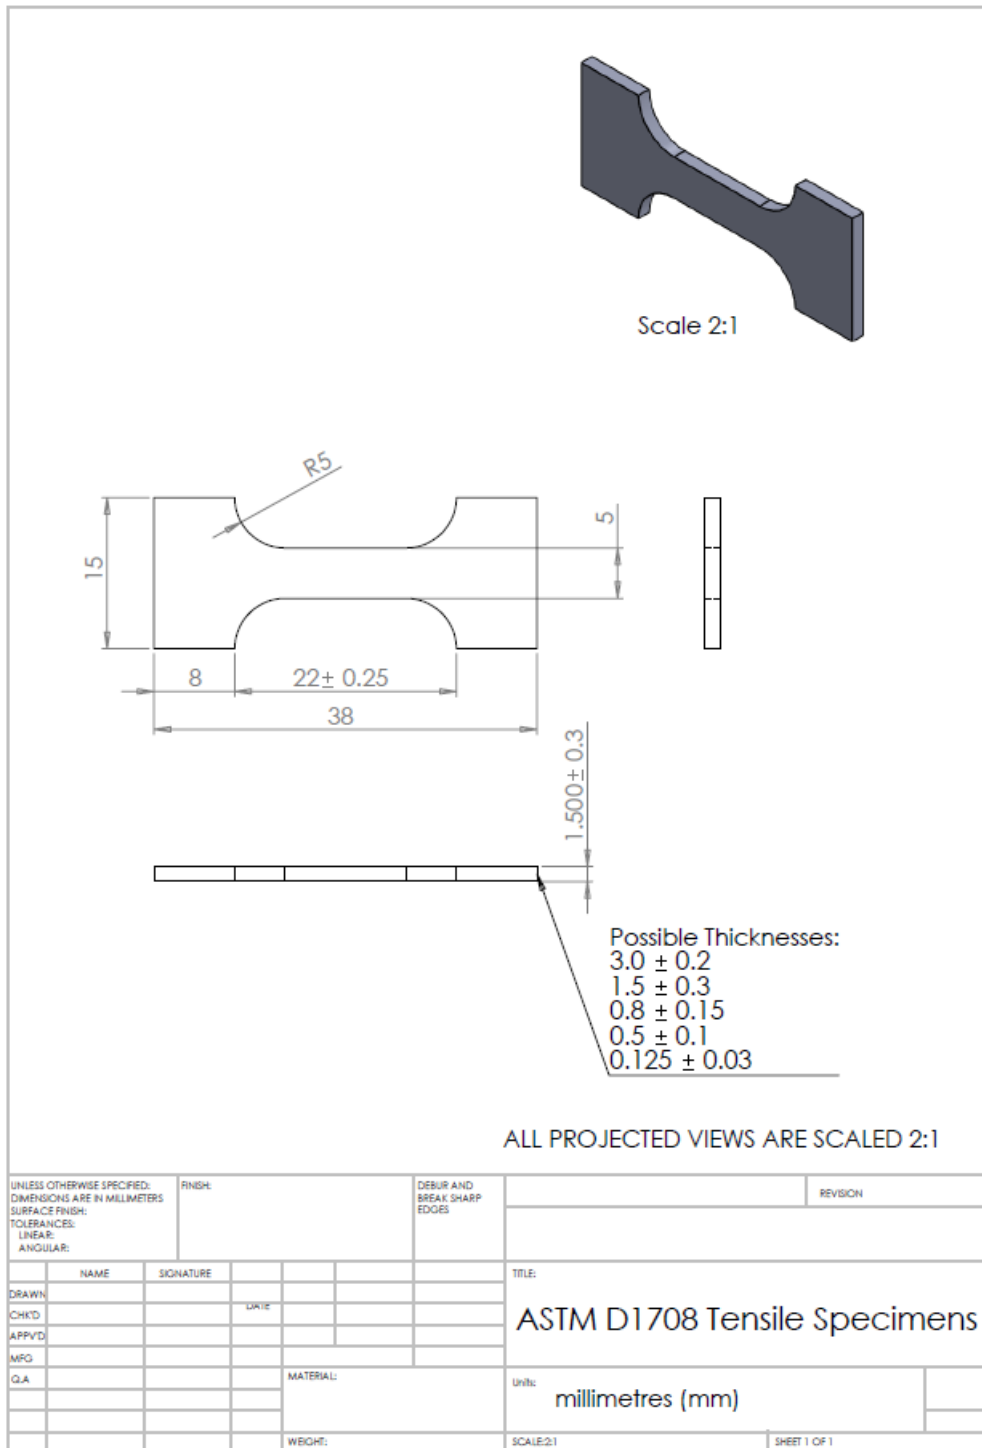 Scale 2:1
R5
15
5
8
22± 0.25
38
1.500± 0.3
Possible Thicknesses:
3.0 ± 0.2
1.5 ± 0.3
0.8 ± 0.15
0.5 ± 0.1
0.125 ± 0.03
ALL PROJECTED VIEWS ARE SCALED 2:1
UNLESS OTHERWISE SPECIFIED:
DIMENSIONS ARE IN MILLIMETERS
SURFACE FINISH:
TOLERANCES:
LINEAR:
ANGULAR:
FINISH:
DEBUR AND
BREAK SHARP
EDGES
REVISION
NAME
SIGNATURE
DATE
DRAWN
CHK'D
APPV'D
MFG
Q.A
TITLE:
ASTM D1708 Tensile Specimens
MATERIAL:
Units:
millimetres (mm)
WEIGHT:
SCALE:2:1
SHEET 1 OF 1